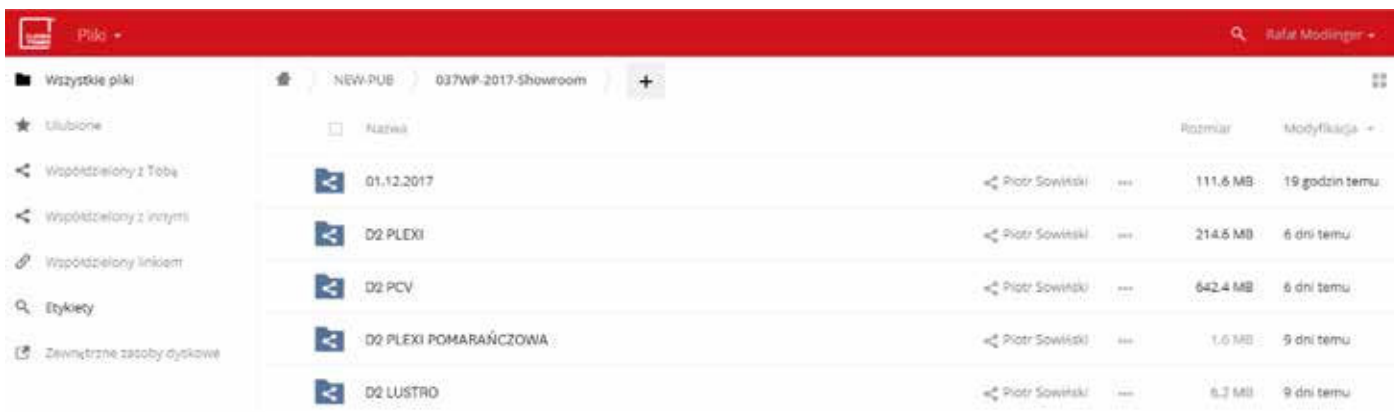 Pliki
Rafał Modlinger
Wszystkie pliki
NEW-PUB 037WP-2017-Showroom +
Ulubione
Nazwa Rozmiar Modyfikacja
Współdzielony z Tobą
01.12.2017 Piotr Sowiński ... 111.6 MB 19 godzin temu
Współdzielony z innymi
D2 PLEXI Piotr Sowiński ... 214.6 MB 6 dni temu
Współdzielony linkiem
D2 PCV Piotr Sowiński ... 642.4 MB 6 dni temu
Etykiety
D2 PLEXI POMARAŃCZOWA Piotr Sowiński ... 1.6 MB 9 dni temu
Zewnętrzne zasoby dyskowe
D2 LUSTRO Piotr Sowiński ... 6.2 MB 9 dni temu